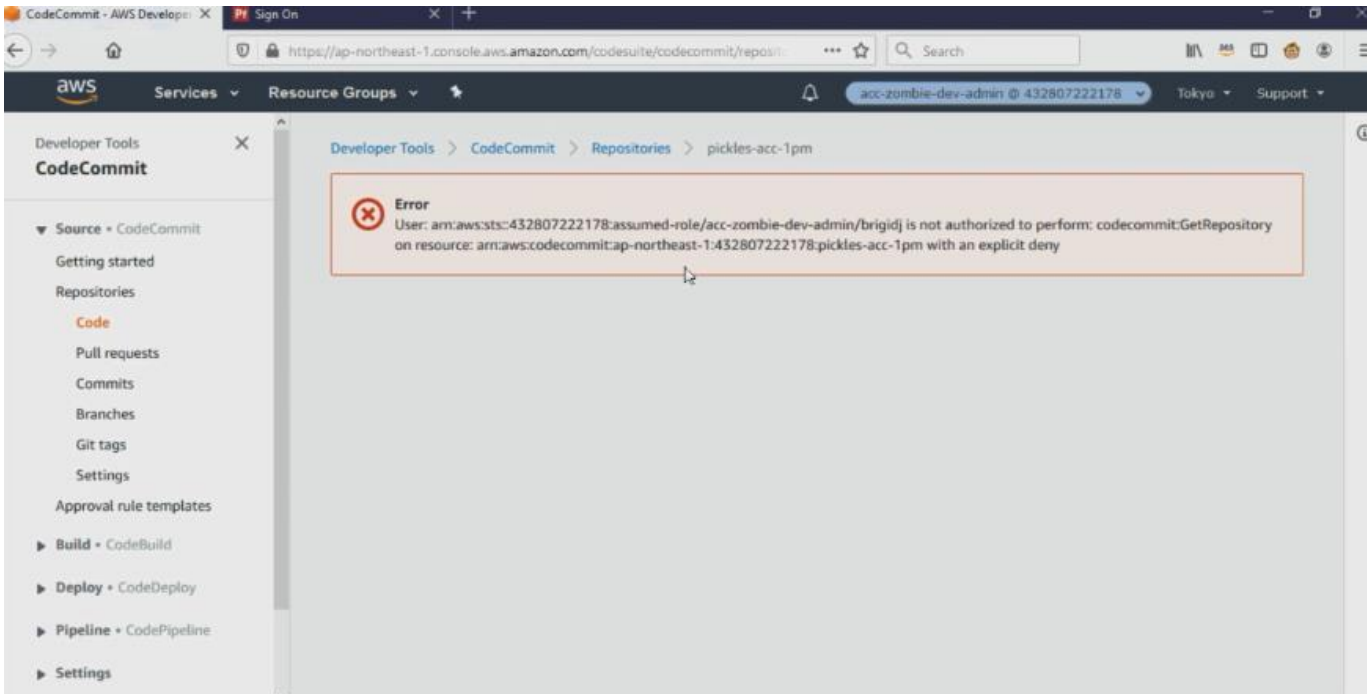 CodeCommit - AWS Develope
Pf Sign On
https://ap-northeast-1.console.aws.amazon.com/codesuite/codecommit/reposit
Search
aws
Services
Resource Groups
acc-zombie-dev-admin @ 432807222178
Tokyo
Support
Developer Tools
CodeCommit
Developer Tools > CodeCommit > Repositories > pickles-acc-1pm
Error
User: arn:aws:sts::432807222178:assumed-role/acc-zombie-dev-admin/brigidj is not authorized to perform: codecommit:GetRepository
on resource: arn:aws:codecommit:ap-northeast-1:432807222178:pickles-acc-1pm with an explicit deny
Source • CodeCommit
Getting started
Repositories
Code
Pull requests
Commits
Branches
Git tags
Settings
Approval rule templates
Build • CodeBuild
Deploy • CodeDeploy
Pipeline • CodePipeline
Settings